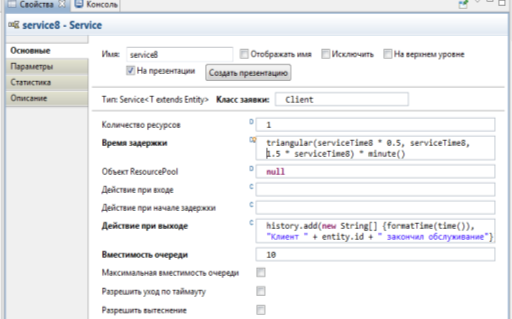 Свойства Консоль
service8 - Service
Основные
Параметры
Статистика
Описание
Имя: service8 Отображать имя Исключить На верхнем уровне
На презентации Создать презентацию
Тип: Service<T extends Entity> Класс заявки: Client
Количество ресурсов 1
Время задержки triangular(serviceTime8 * 0.5, serviceTime8,
1.5 * serviceTime8) * minute()
Объект ResourcePool null
Действие при входе
Действие при начале задержки
Действие при выходе history.add(new String[] {formatTime(time()),
"Клиент " + entity.id + " закончил обслуживание"}
Вместимость очереди 10
Максимальная вместимость очереди
Разрешить уход по таймауту
Разрешить вытеснение